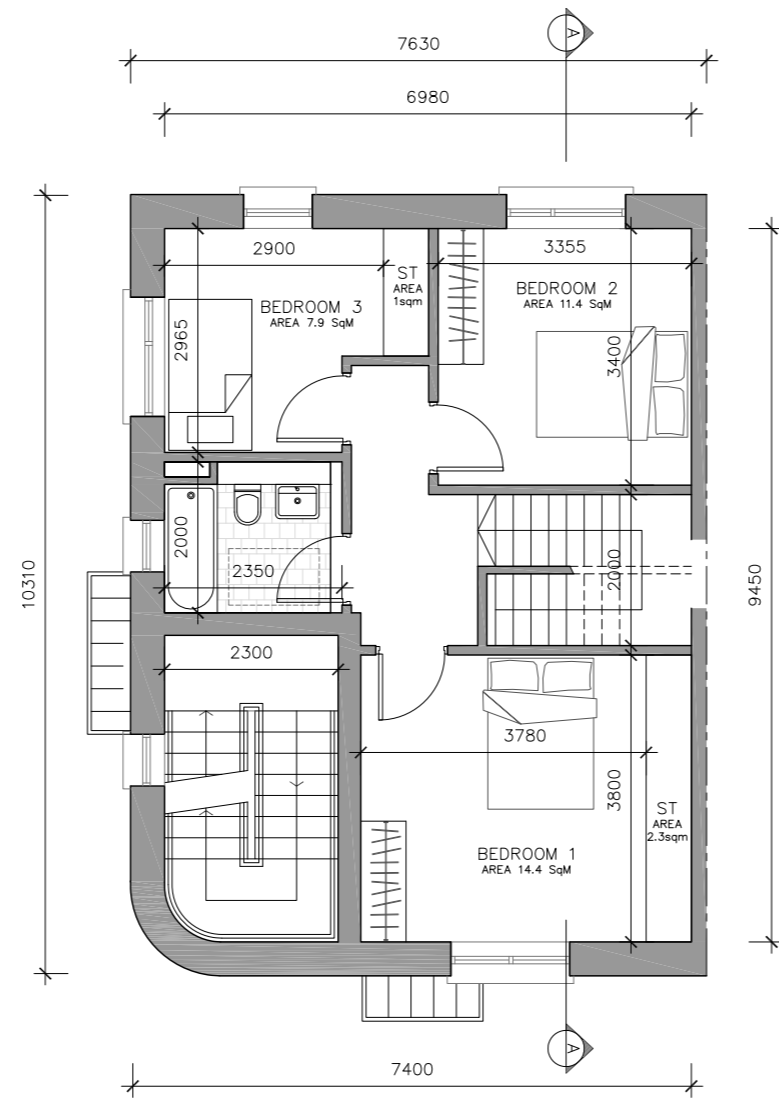 A
7630
6980
2900
3355
ST
AREA
1sqm
BEDROOM 3
AREA 7.9 SqM
BEDROOM 2
AREA 11.4 SqM
2965
3400
2000
2350
2000
10310
9450
2300
3780
3800
ST
AREA
2.3sqm
BEDROOM 1
AREA 14.4 SqM
A
7400